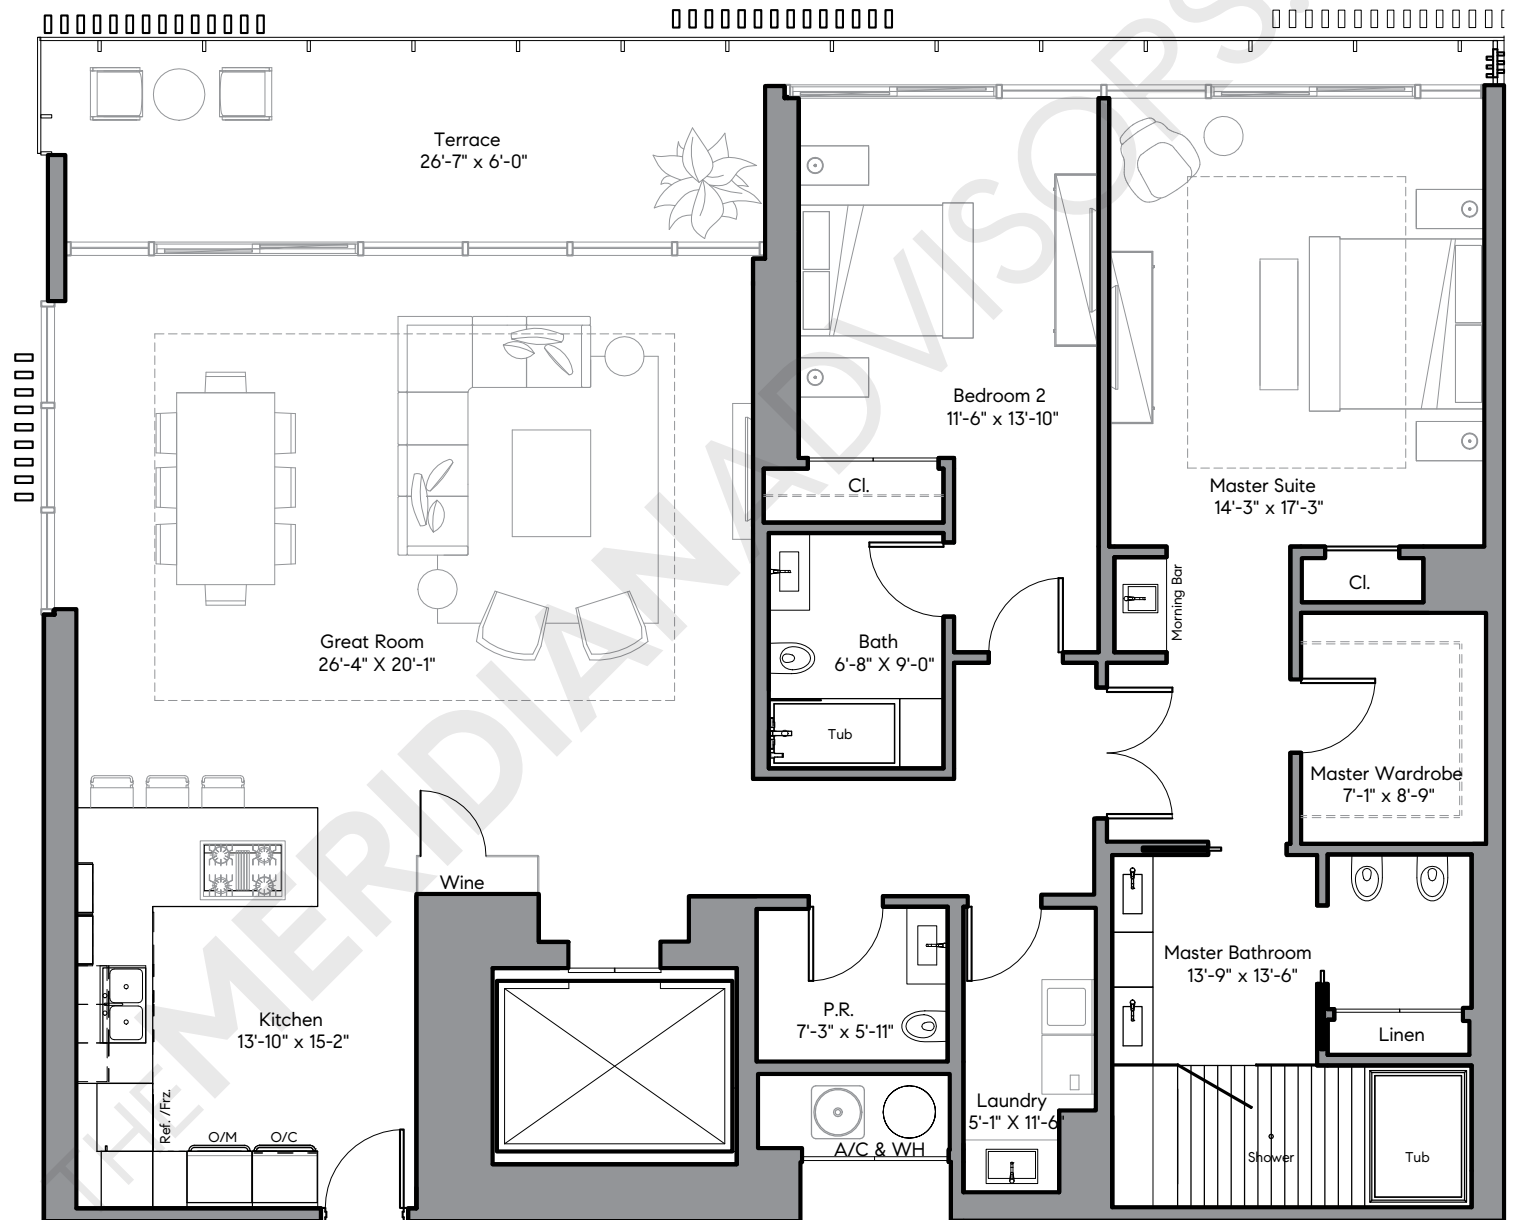 Terrace
26'-7" x 6'-0"
Bedroom 2
11'-6" x 13'-10"
Master Suite
14'-3" x 17'-3"
Cl.
Cl.
Morning Bar
Great Room
26'-4" X 20'-1"
Bath
6'-8" X 9'-0"
Tub
Master Wardrobe
7'-1" x 8'-9"
Wine
Master Bathroom
13'-9" x 13'-6"
Kitchen
13'-10" x 15-2"
P.R.
7'-3" x 5'-11"
Linen
Ref. /Frz.
O/M
O/C
Laundry
5'-1" X 11'-6"
A/C & WH
Shower
Tub
THEMERIDIANADVISORS.